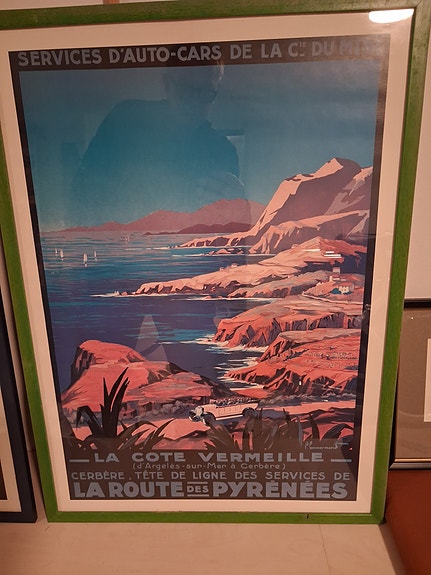 SERVICES D'AUTO-CARS DE LA CIE DU MIDI
LA COTE VERMEILLE
(d'Argelès-sur-Mer à Cerbère)
CERBÈRE, TÊTE DE LIGNE DES SERVICES DE
LA ROUTE DES PYRÉNÉES